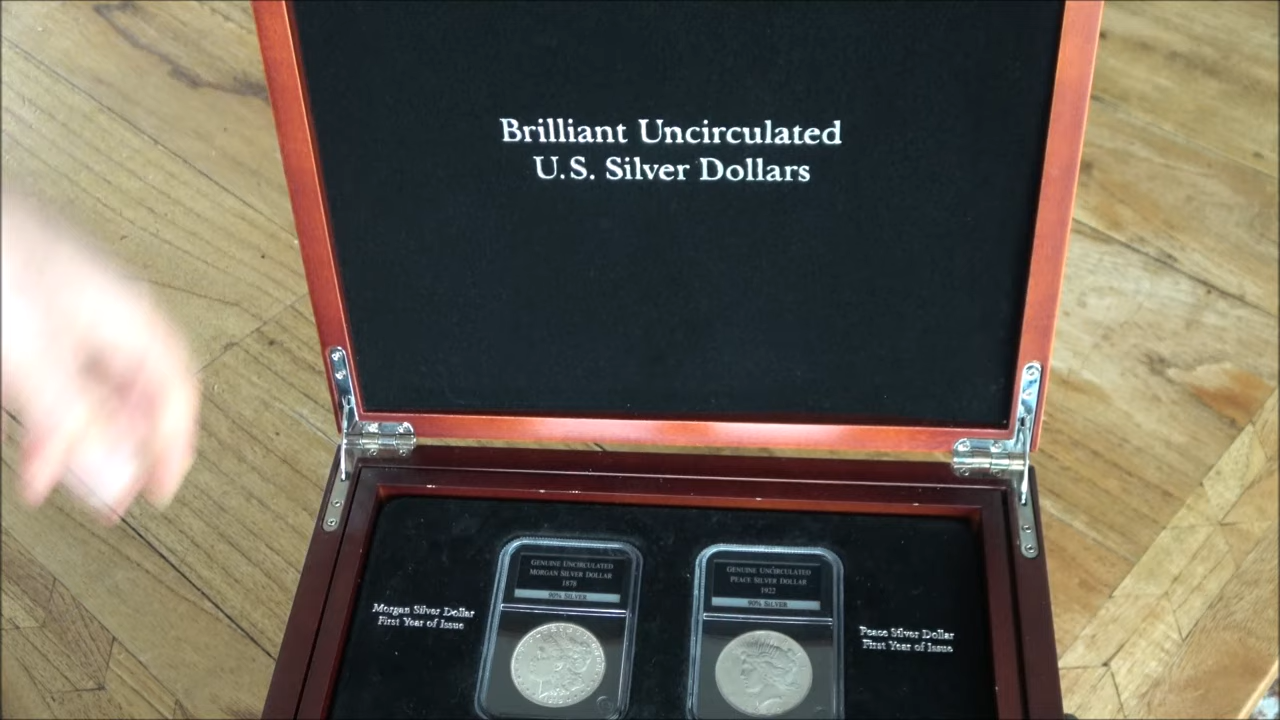 Brilliant Uncirculated
U.S. Silver Dollars
GENUINE UNCIRCULATED
MORGAN SILVER DOLLAR
1878
90% SILVER
GENUINE UNCIRCULATED
PEACE SILVER DOLLAR
1922
90% SILVER
Morgan Silver Dollar
First Year of Issue
Peace Silver Dollar
First Year of Issue